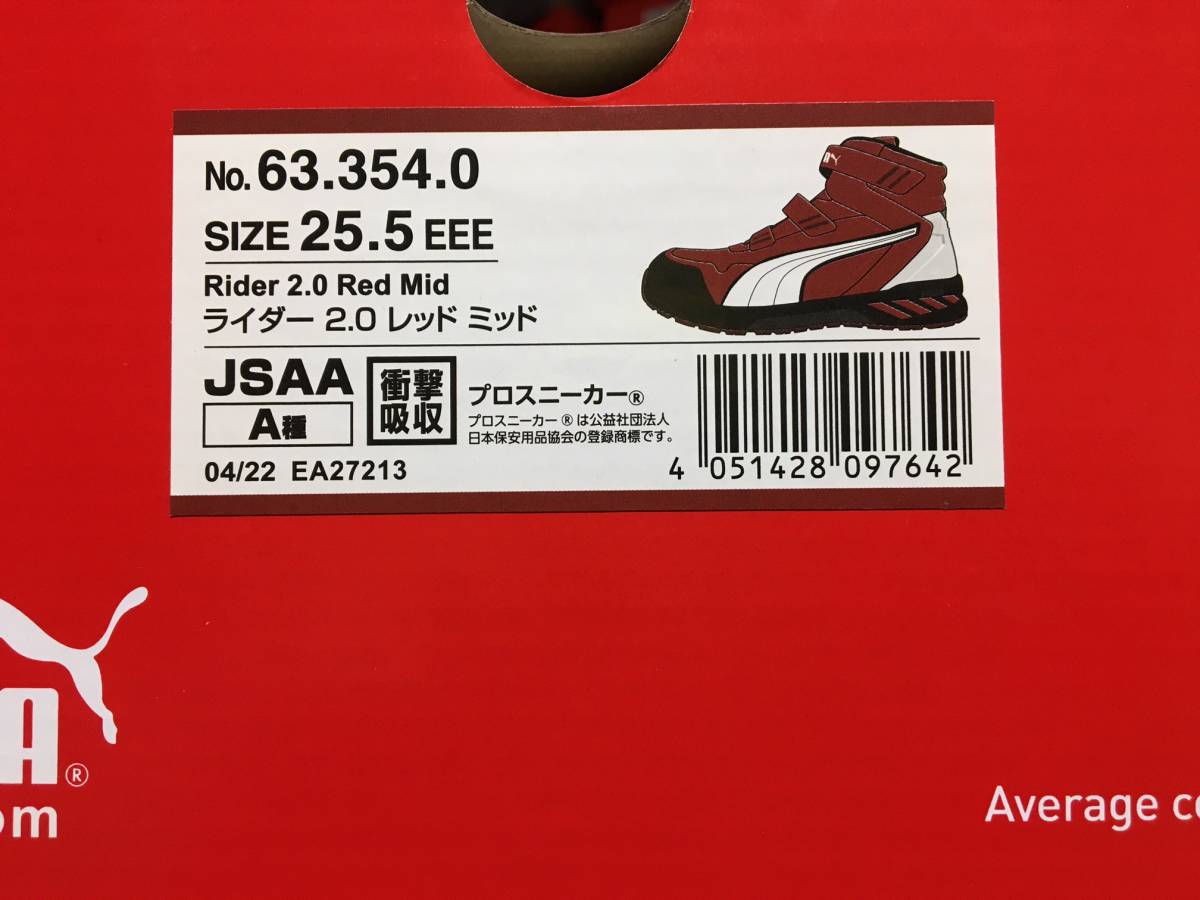 No. 63.354.0
SIZE 25.5 EEE
Rider 2.0 Red Mid
ライダー 2.0 レッド ミッド
JSAA
A種
衝撃
吸収
プロスニーカー®
プロスニーカー®は公益社団法人
日本保安用品協会の登録商標です。
04/22 EA27213
4 051428 097642
A®
om
Average co